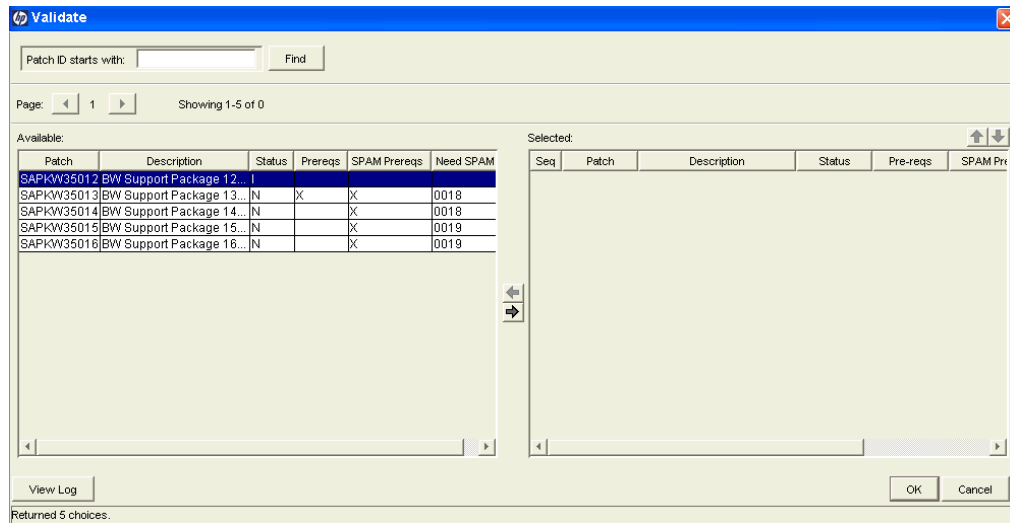 hp Validate
Patch ID starts with: Find
Page: 1 Showing 1-5 of 0
Available: Selected:
Patch Description Status Prereqs SPAM Prereqs Need SPAM Seq Patch Description Status Pre-reqs SPAM Pre
SAPKW35012 BW Support Package 12... I
SAPKW35013 BW Support Package 13... N X X 0018
SAPKW35014 BW Support Package 14... N X 0018
SAPKW35015 BW Support Package 15... N X 0019
SAPKW35016 BW Support Package 16... N X 0019
View Log OK Cancel
Returned 5 choices.